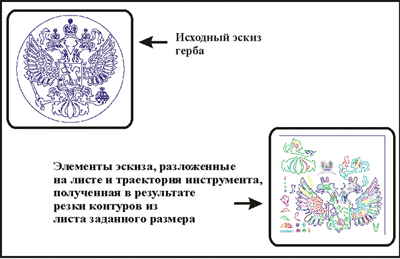 Исходный эскиз
герба
Элементы эскиза, разложенные
на листе и траектория инструмента,
полученная в результате
резки контуров из
листа заданного размера